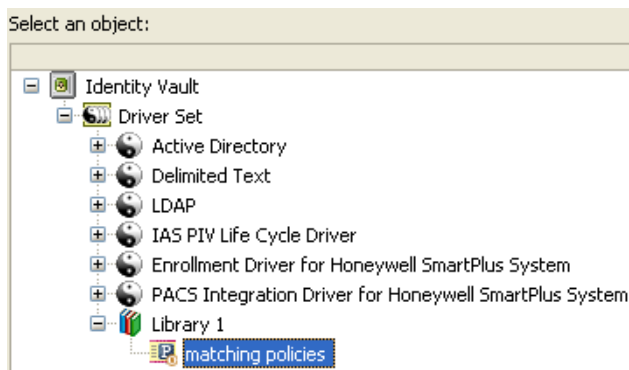 Select an object:
Identity Vault
Driver Set
Active Directory
Delimited Text
LDAP
IAS PIV Life Cycle Driver
Enrollment Driver for Honeywell SmartPlus System
PACS Integration Driver for Honeywell SmartPlus System
Library 1
matching policies